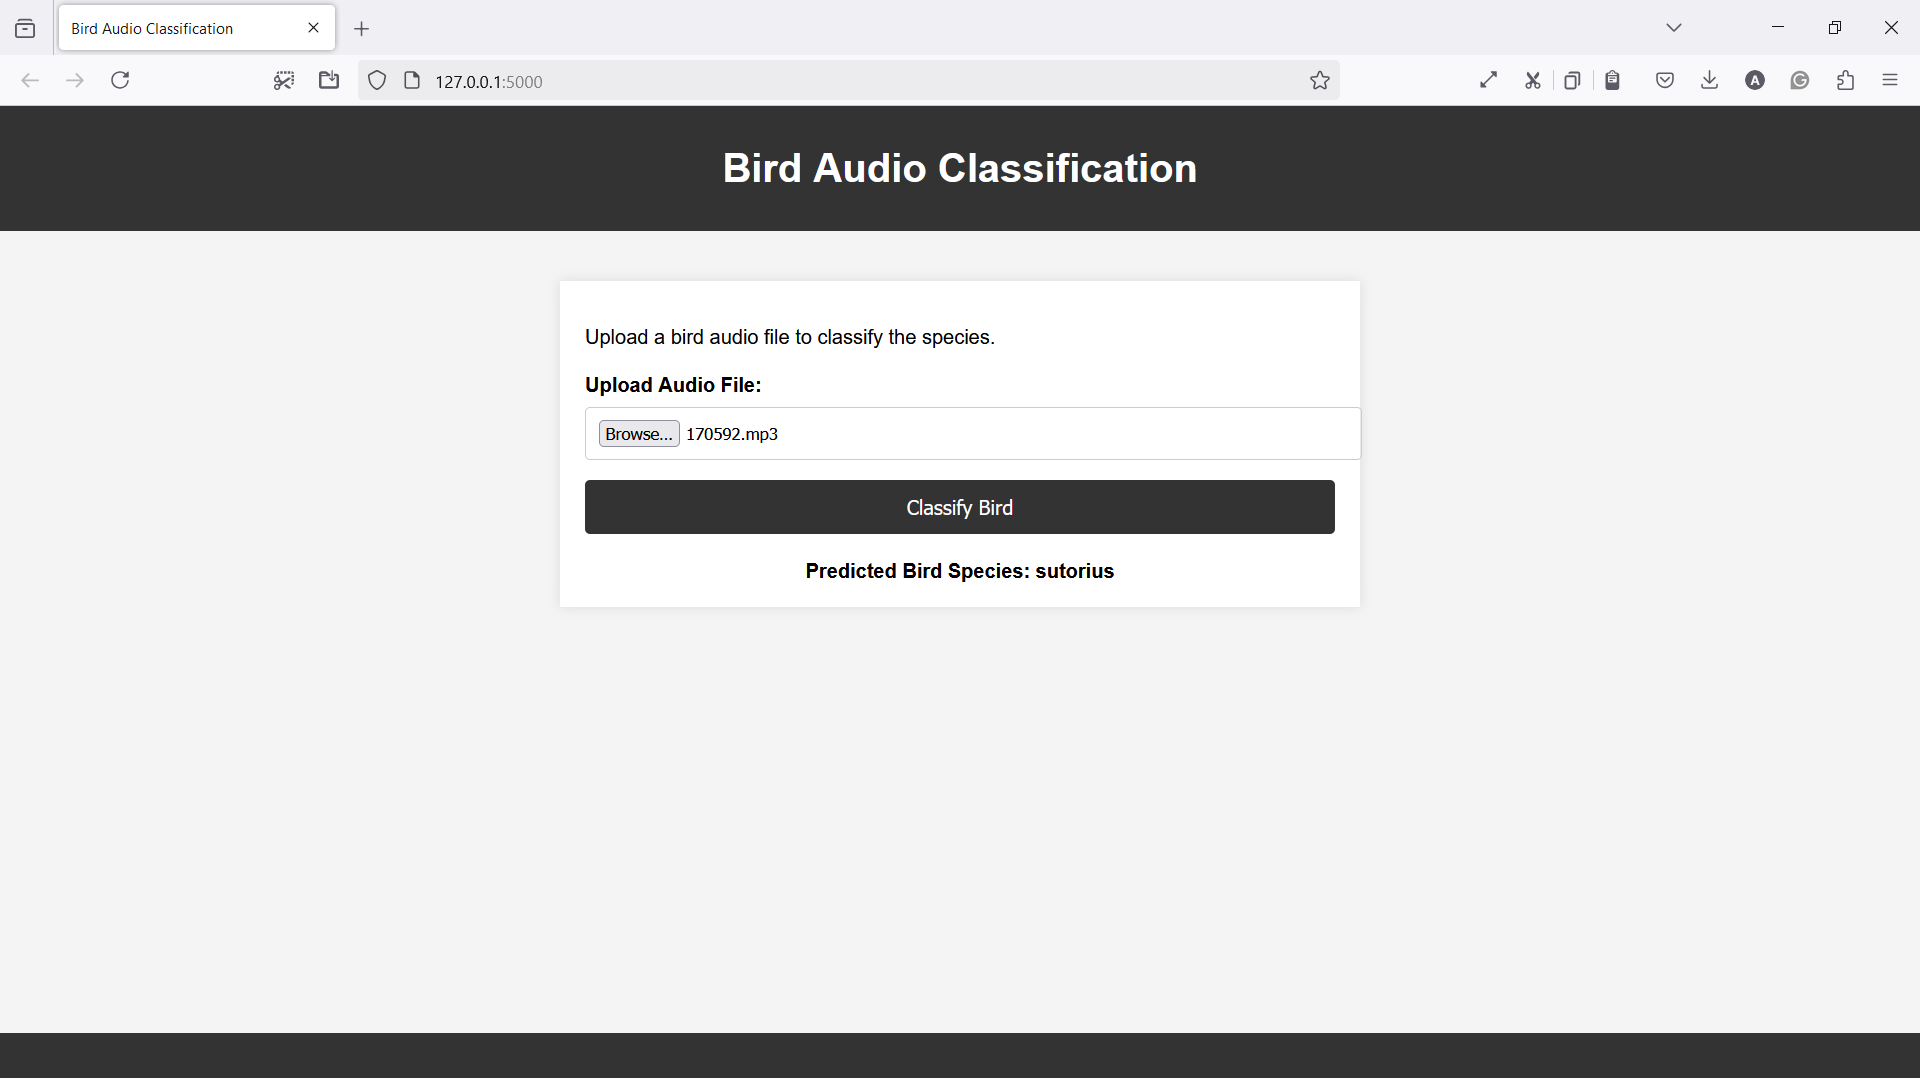 Bird Audio Classification
127.0.0.1:5000
A
G
Bird Audio Classification
Upload a bird audio file to classify the species.
Upload Audio File:
Browse... 170592.mp3
Classify Bird
Predicted Bird Species: sutorius